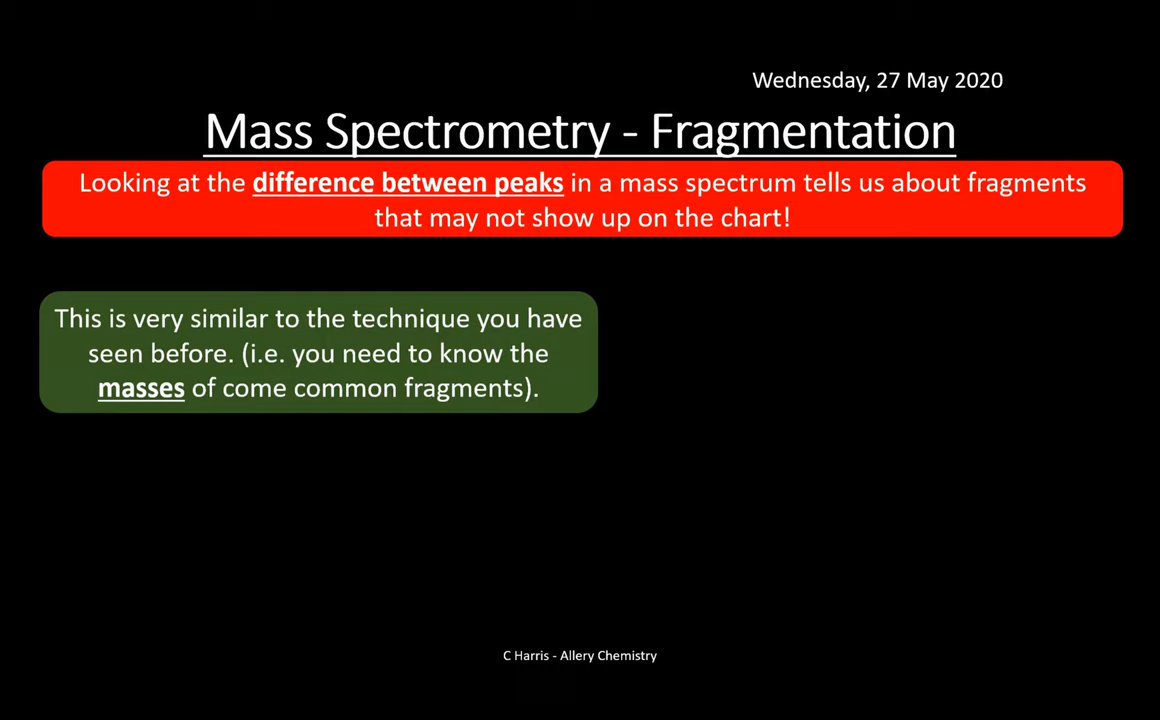 Wednesday, 27 May 2020
Mass Spectrometry - Fragmentation
Looking at the difference between peaks in a mass spectrum tells us about fragments
that may not show up on the chart!
This is very similar to the technique you have
seen before. (i.e. you need to know the
masses of come common fragments).
C Harris - Allery Chemistry